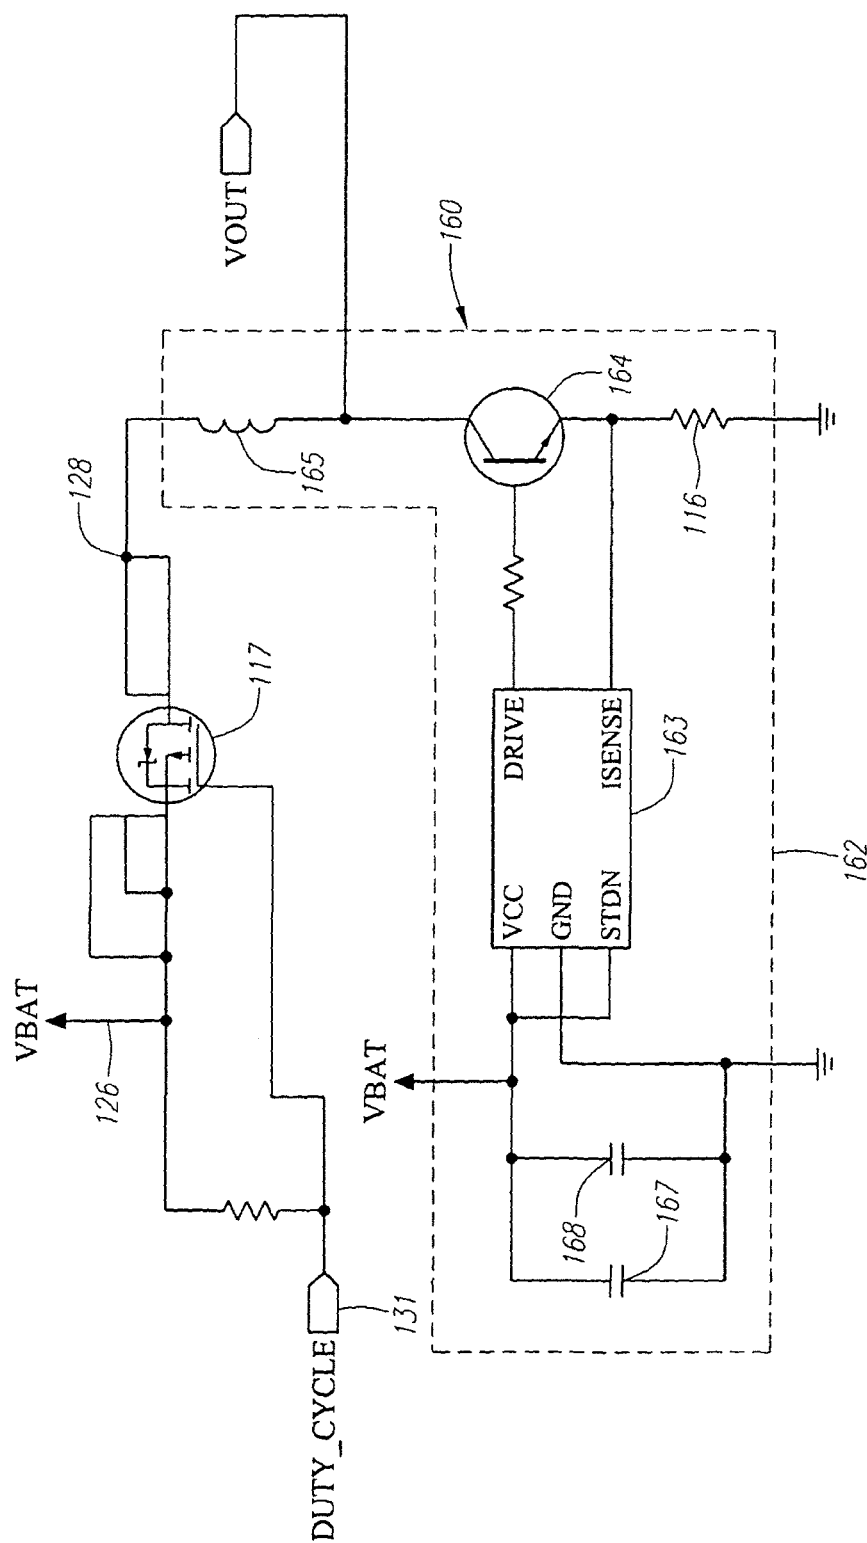 VOUT
160
128
165
164
116
117
VBAT
126
DRIVE
ISENSE
163
VCC
GND
STDN
162
VBAT
168
167
131
DUTY_CYCLE